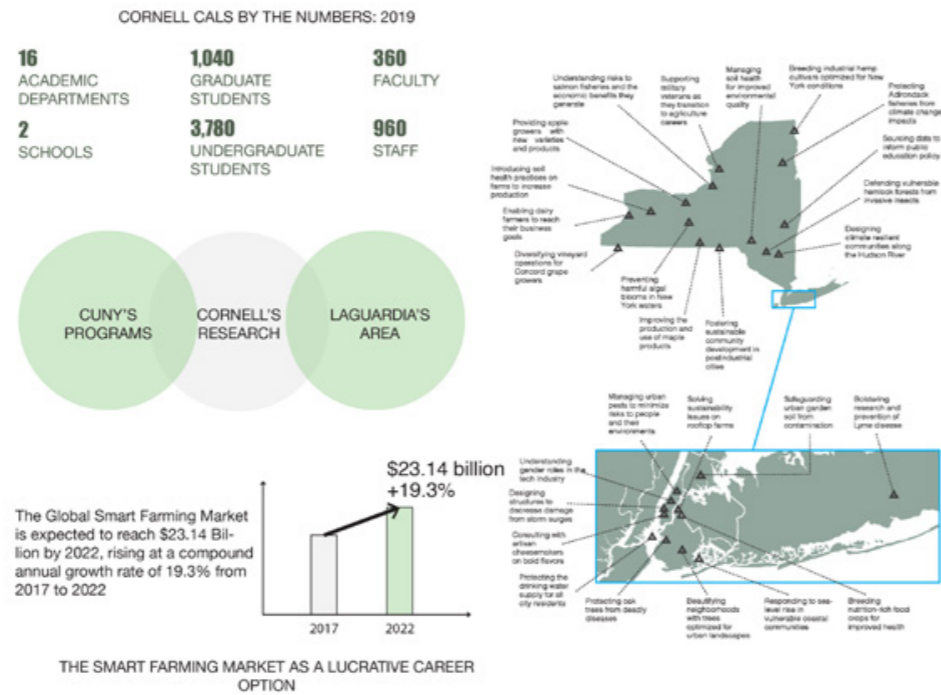 CORNELL CALS BY THE NUMBERS: 2019
16
ACADEMIC
DEPARTMENTS
1,040
GRADUATE
STUDENTS
360
FACULTY
2
SCHOOLS
3,780
UNDERGRADUATE
STUDENTS
960
STAFF
CUNY'S
PROGRAMS
CORNELL'S
RESEARCH
LAGUARDIA'S
AREA
The Global Smart Farming Market
is expected to reach $23.14 Bil-
lion by 2022, rising at a compound
annual growth rate of 19.3% from
2017 to 2022
$23.14 billion
+19.3%
2017
2022
THE SMART FARMING MARKET AS A LUCRATIVE CAREER
OPTION
Understanding risks to
salmon fisheries and the
economic benefits they
generate
Supporting
military
veterans as
they transition
to agriculture
careers
Managing
soil health
for improved
environmental
quality
Breeding industrial hemp
cultivars optimized for New
York conditions
Protecting
Adirondack
fisheries from
climate change
impacts
Providing apple
growers with
new varieties
and products
Sourcing data to
inform public
education policy
Introducing soil
health practices on
farms to increase
production
Defending vulnerable
hemlock forests from
invasive insects
Enabling dairy
farmers to reach
their business
goals
Designing
climate resilient
communities along
the Hudson River
Diversifying vineyard
operations for
Concord grape
growers
Preventing
harmful algal
blooms in New
York waters
Improving the
production and
use of maple
products
Fostering
sustainable
community
development in
postindustrial
cities
Managing urban
pests to minimize
risks to people
and their
environments
Solving
sustainability
issues on
rooftop farms
Safeguarding
urban garden
soil from
contamination
Bolstering
research and
prevention of
Lyme disease
Understanding
gender roles in the
tech industry
Designing
structures to
decrease damage
from storm surges
Consulting with
artisan
cheesemakers
on bold flavors
Protecting the
drinking water
supply for all
city residents
Protecting oak
trees from deadly
diseases
Beautifying
neighborhoods
with trees
optimized for
urban landscapes
Responding to sea-
level rise in
vulnerable coastal
communities
Breeding
nutrition-rich food
crops for
improved health